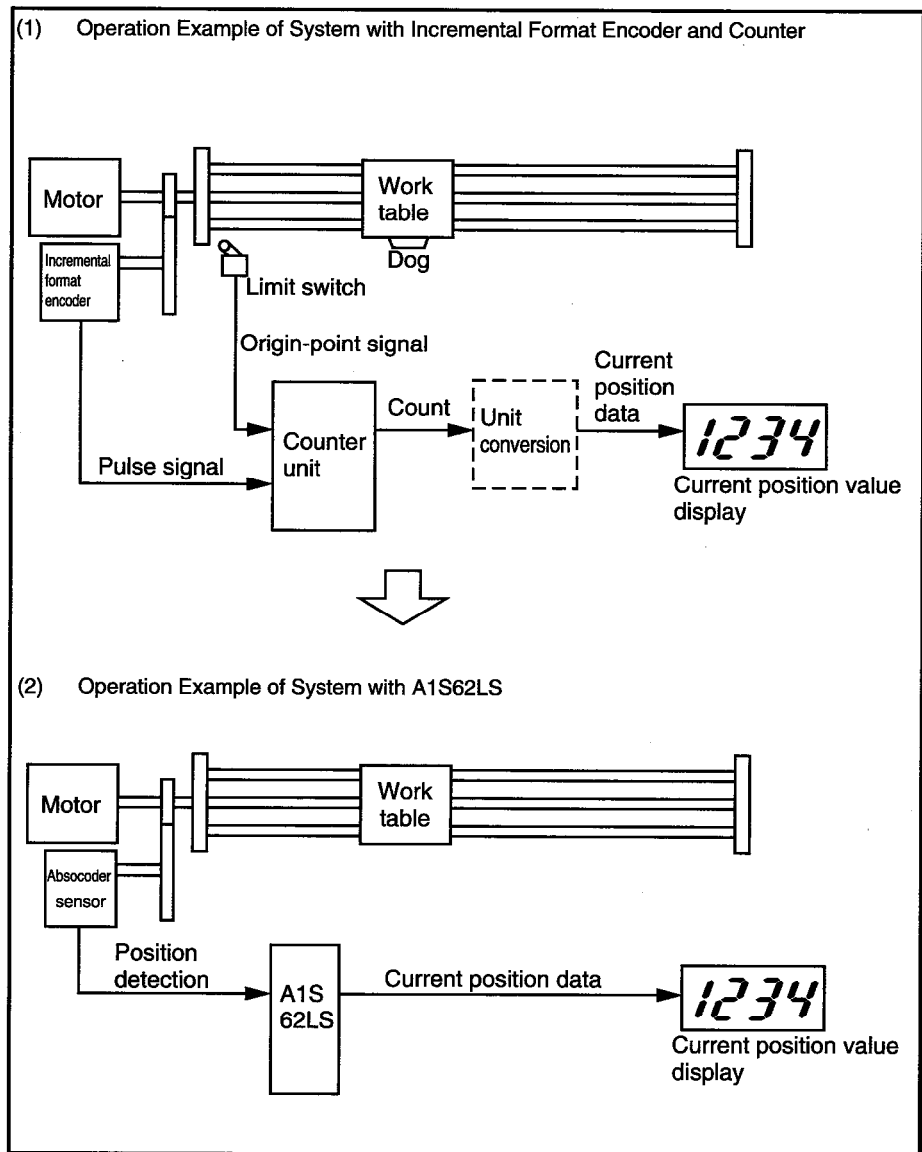 (1) Operation Example of System with Incremental Format Encoder and Counter
Motor
Work
table
Incremental
format
encoder
Dog
Limit switch
Origin-point signal
Current
position
data
Count
Unit
conversion
1234
Counter
unit
Pulse signal
Current position value
display
(2) Operation Example of System with A1S62LS
Motor
Work
table
Absocoder
sensor
Position
detection
A1S
62LS
Current position data
1234
Current position value
display